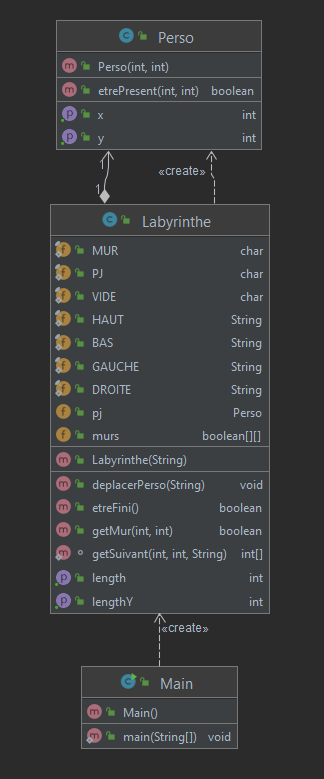 Perso
Perso(int, int)
etrePresent(int, int) boolean
x int
y int
1
«create»
1
Labyrinthe
MUR char
PJ char
VIDE char
HAUT String
BAS String
GAUCHE String
DROITE String
pj Perso
murs boolean[][]
Labyrinthe(String)
deplacerPerso(String) void
etreFini() boolean
getMur(int, int) boolean
getSuivant(int, int, String) int[]
length int
lengthY int
«create»
Main
Main()
main(String[]) void